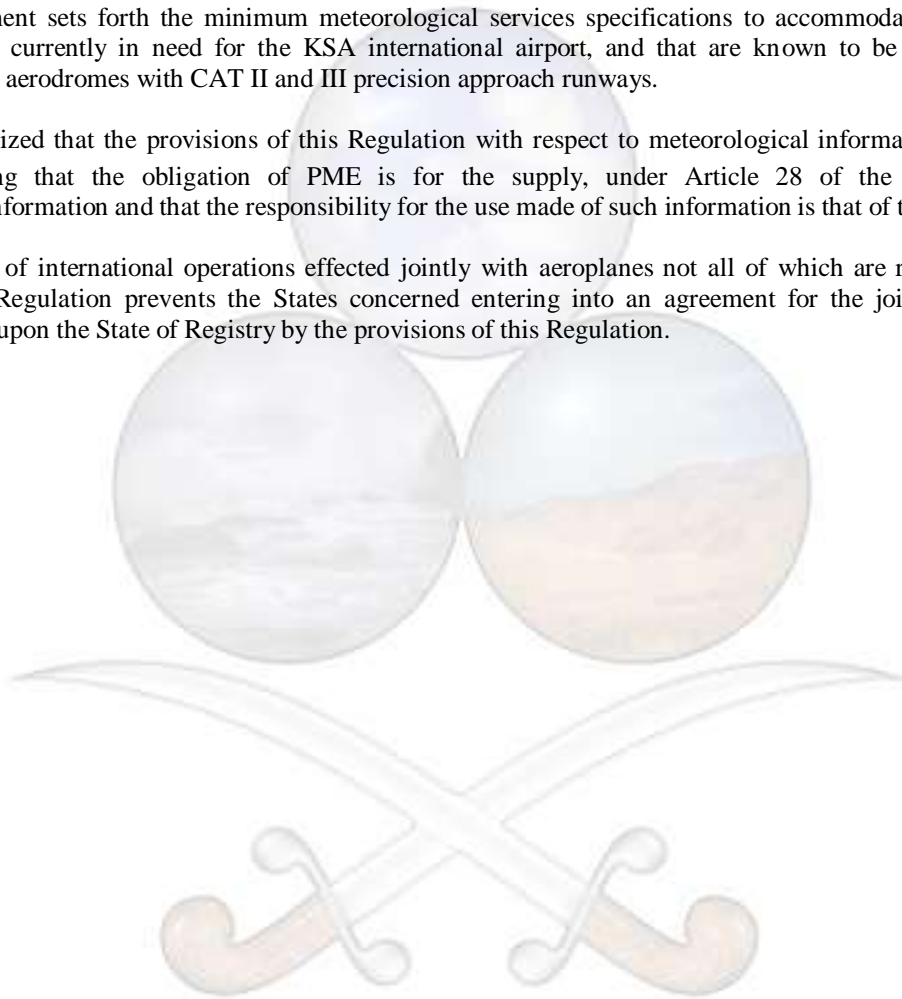 ment sets forth the minimum meteorological services specifications to accommoda
currently in need for the KSA international airport, and that are known to be
aerodromes with CAT II and III precision approach runways.
ized that the provisions of this Regulation with respect to meteorological informa
ng that the obligation of PME is for the supply, under Article 28 of the
nformation and that the responsibility for the use made of such information is that of t
of international operations effected jointly with aeroplanes not all of which are r
Regulation prevents the States concerned entering into an agreement for the joi
upon the State of Registry by the provisions of this Regulation.